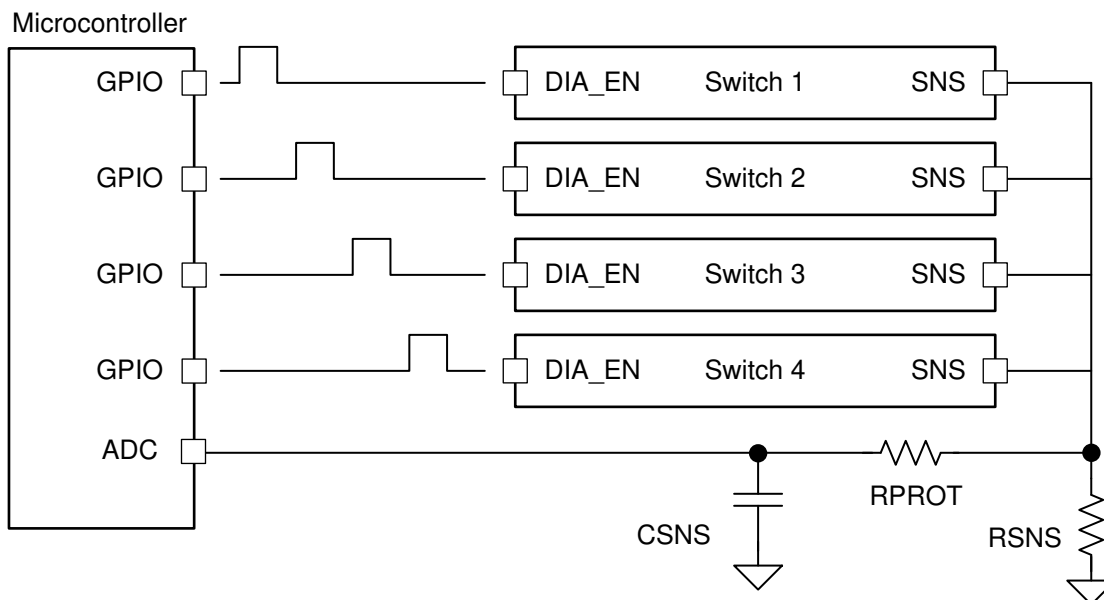 Microcontroller
GPIO DIA_EN Switch 1 SNS
GPIO DIA_EN Switch 2 SNS
GPIO DIA_EN Switch 3 SNS
GPIO DIA_EN Switch 4 SNS
ADC
RPROT
CSNS RSNS